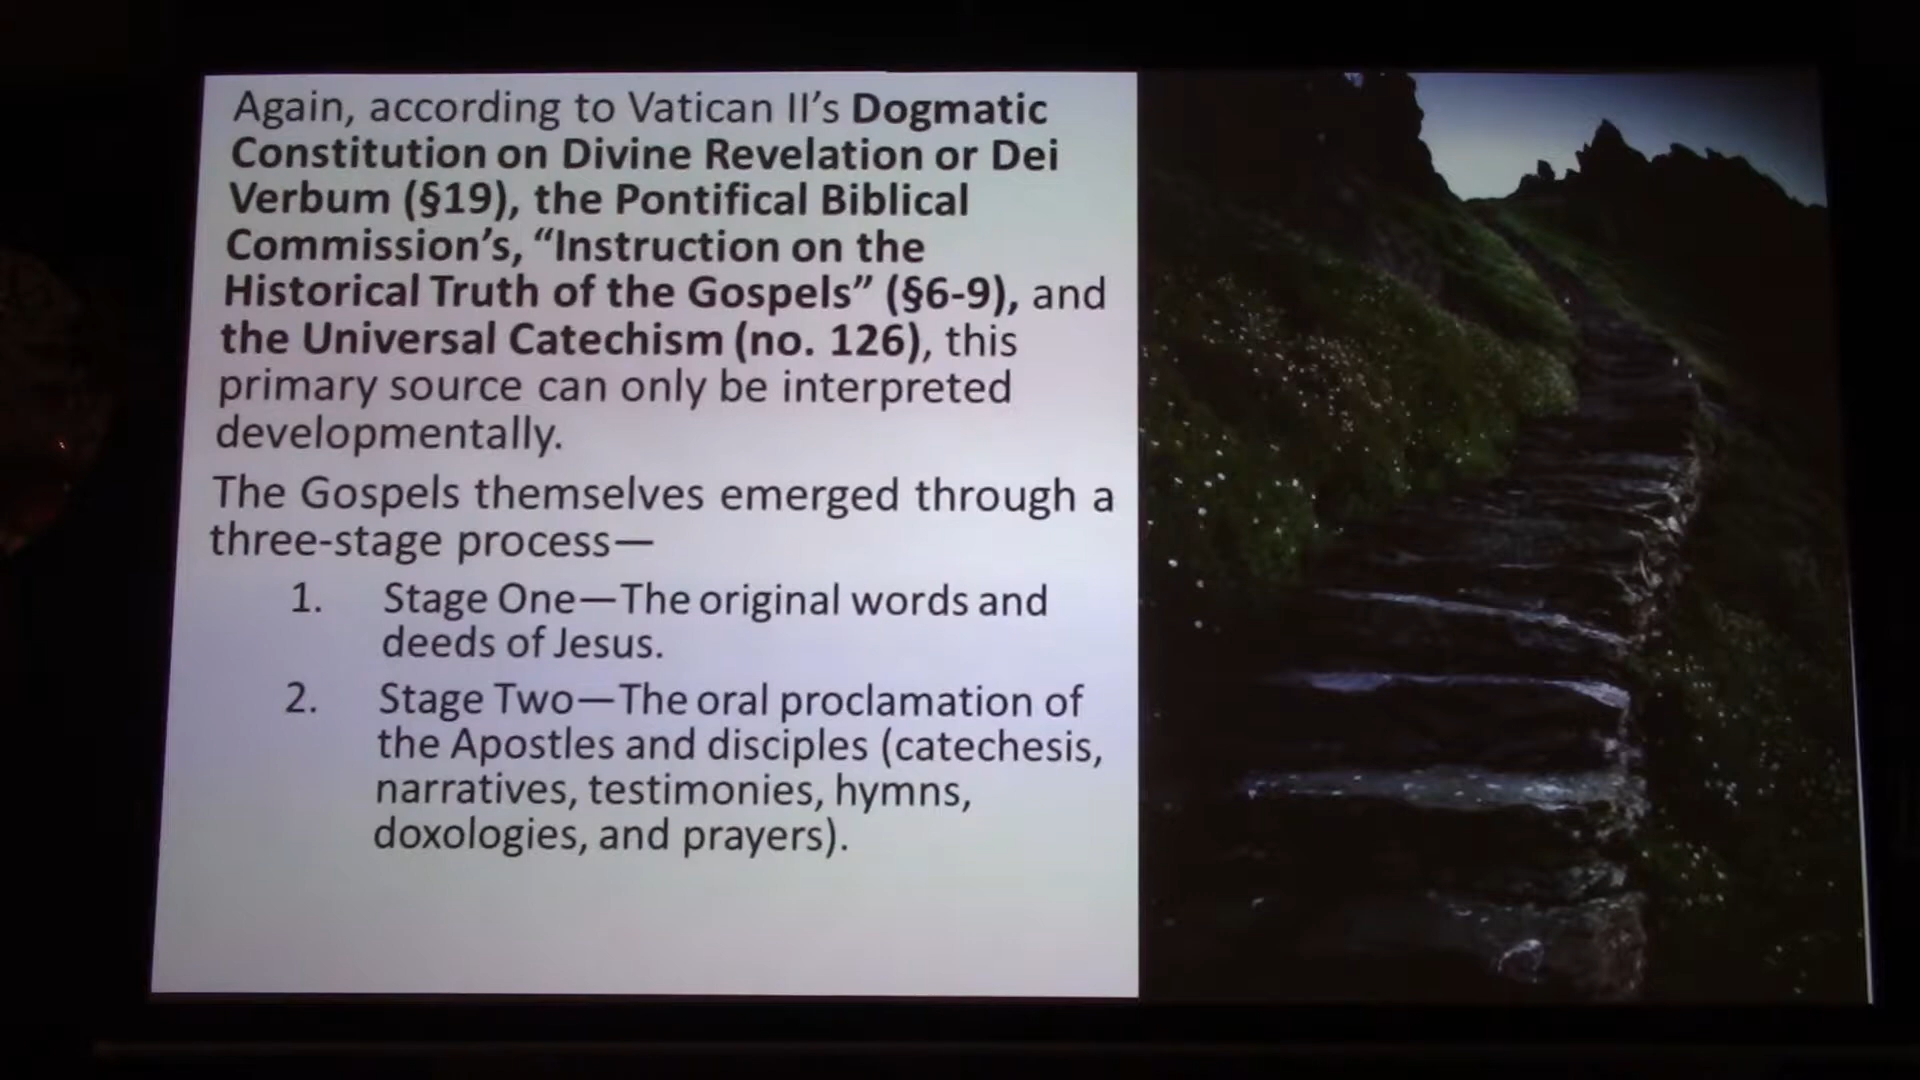 Again, according to Vatican II’s Dogmatic
Constitution on Divine Revelation or Dei
Verbum (§19), the Pontifical Biblical
Commission’s, “Instruction on the
Historical Truth of the Gospels” (§6-9), and
the Universal Catechism (no. 126), this
primary source can only be interpreted
developmentally.
The Gospels themselves emerged through a
three-stage process—
1. Stage One—The original words and
deeds of Jesus.
2. Stage Two—The oral proclamation of
the Apostles and disciples (catechesis,
narratives, testimonies, hymns,
doxologies, and prayers).